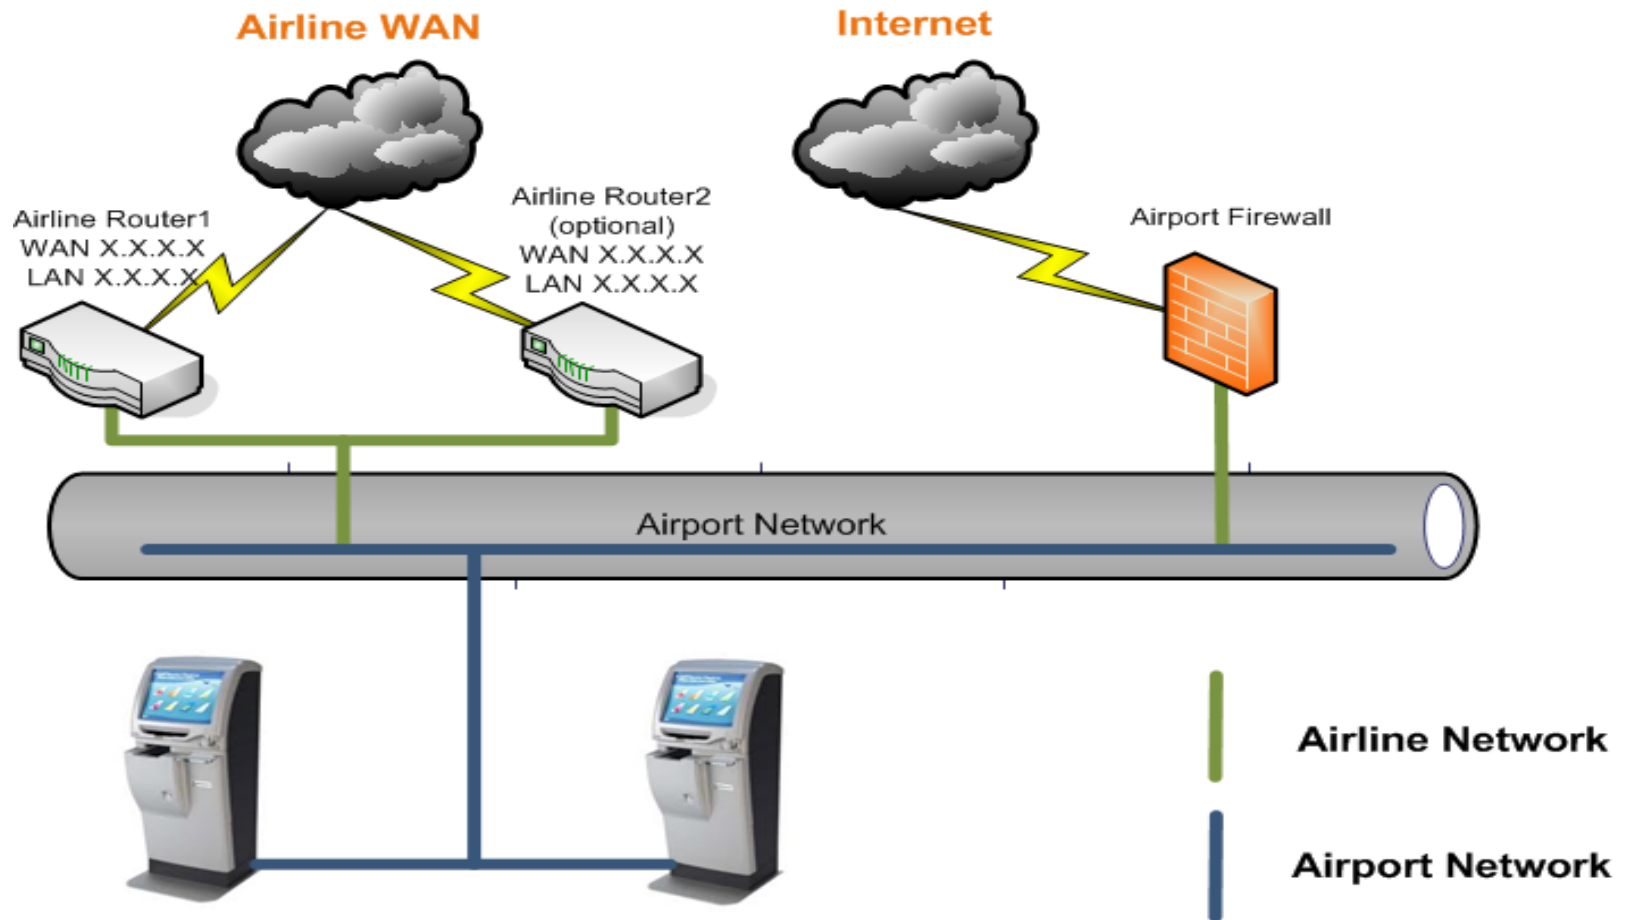 Airline WAN
Internet
Airline Router1
WAN X.X.X.X
LAN X.X.X.X
Airline Router2
(optional)
WAN X.X.X.X
LAN X.X.X.X
Airport Firewall
Airport Network
Airline Network
Airport Network